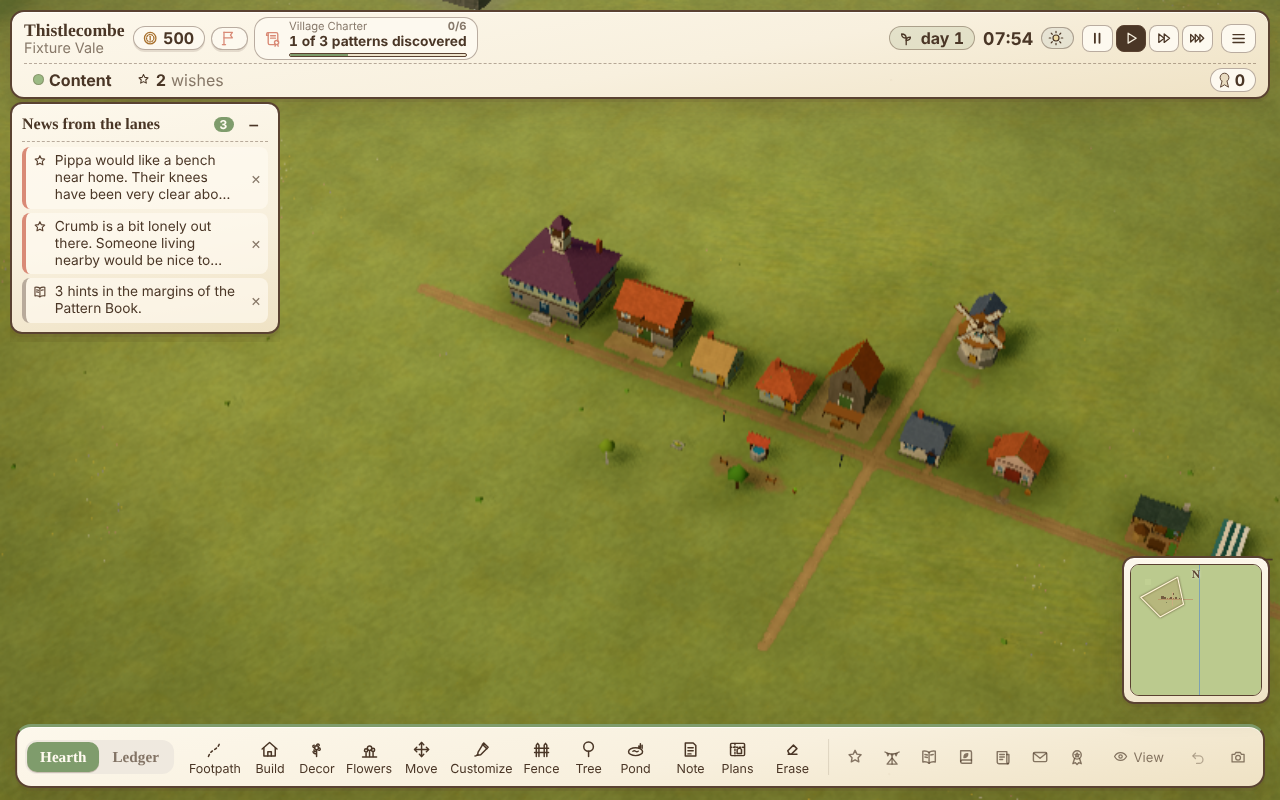 Thistlecombe
Fixture Vale
500
Village Charter 0/6
1 of 3 patterns discovered
day 1
07:54
Content
2 wishes
0
News from the lanes
3
Pippa would like a bench
near home. Their knees
have been very clear abo...
Crumb is a bit lonely out
there. Someone living
nearby would be nice to...
3 hints in the margins of the
Pattern Book.
N
Hearth
Ledger
Footpath
Build
Decor
Flowers
Move
Customize
Fence
Tree
Pond
Note
Plans
Erase
View